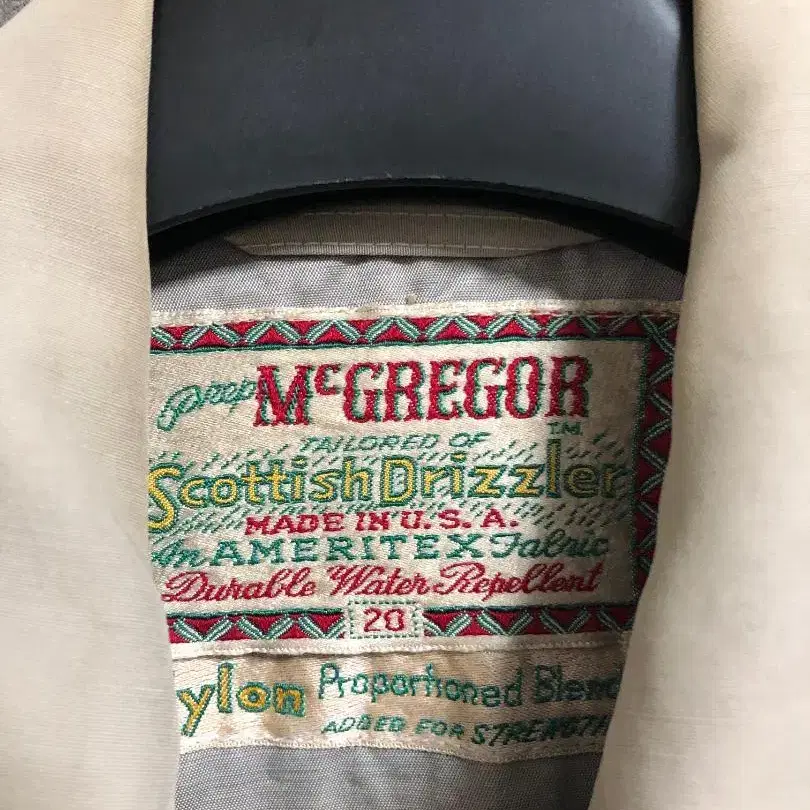 Prep McGREGOR
TM
TAILORED OF
Scottish Drizzler
MADE IN U.S.A.
An AMERITEX Fabric
Durable Water Repellent
20
ylon Proportioned Blend
ADDED FOR STRENGTH